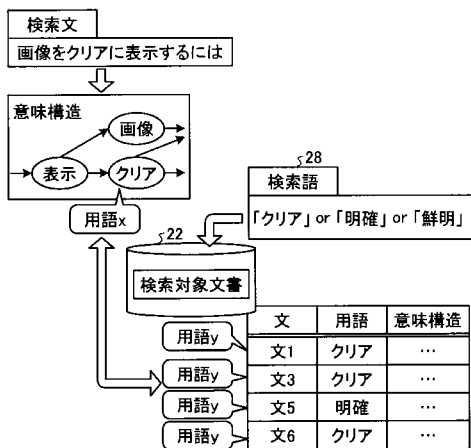 検索文
画像をクリアに表示するには
意味構造
画像
表示
クリア
用語x
28
検索語
「クリア」or「明確」or「鮮明」
22
検索対象文書
文 用語 意味構造
用語y
文1 クリア …
用語y
文3 クリア …
用語y
文5 明確 …
用語y
文6 クリア …